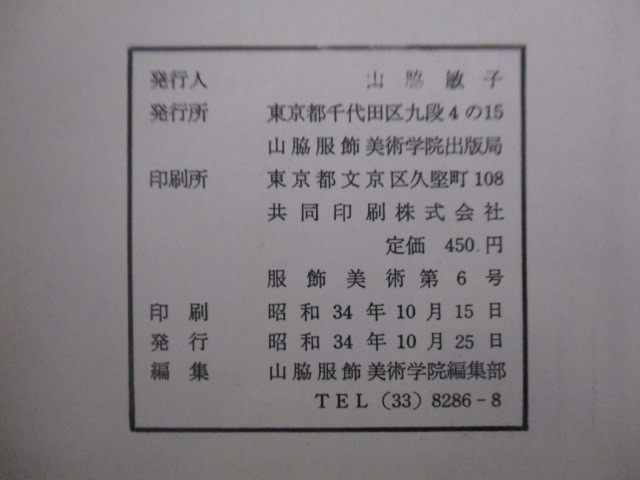 発行人 山脇敏子
発行所 東京都千代田区九段4の15
山脇服飾美術学院出版局
印刷所 東京都文京区久堅町108
共同印刷株式会社
定価 450.円
服飾美術第6号
印刷 昭和34年10月15日
発行 昭和34年10月25日
編集 山脇服飾美術学院編集部
TEL(33)8286-8